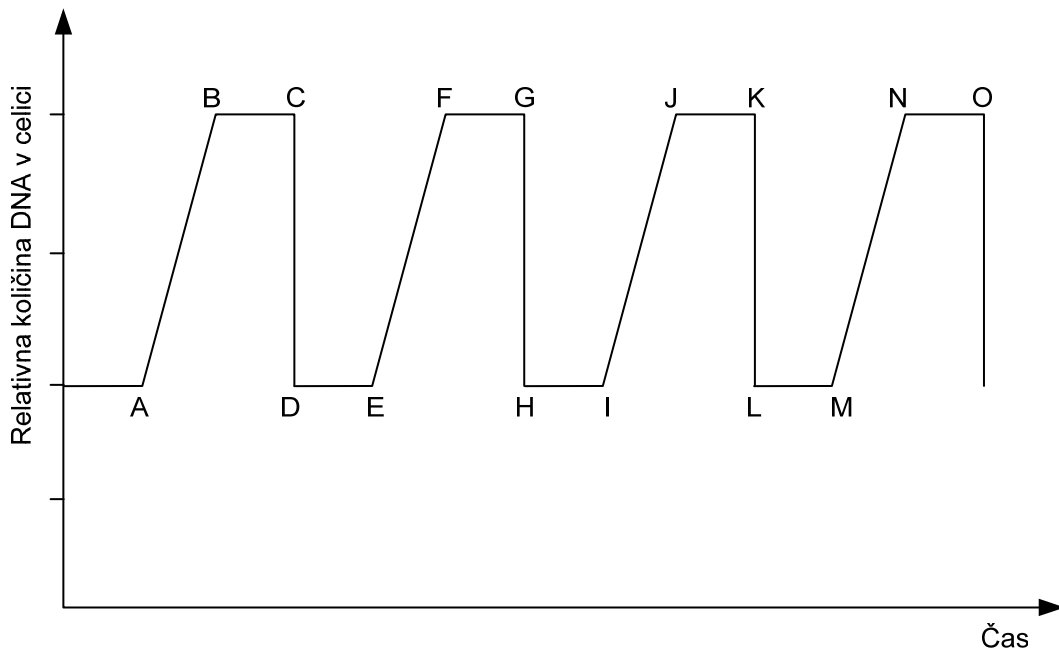 Relativna količina DNA v celici
B C F G J K N O
A D E H I L M
Čas